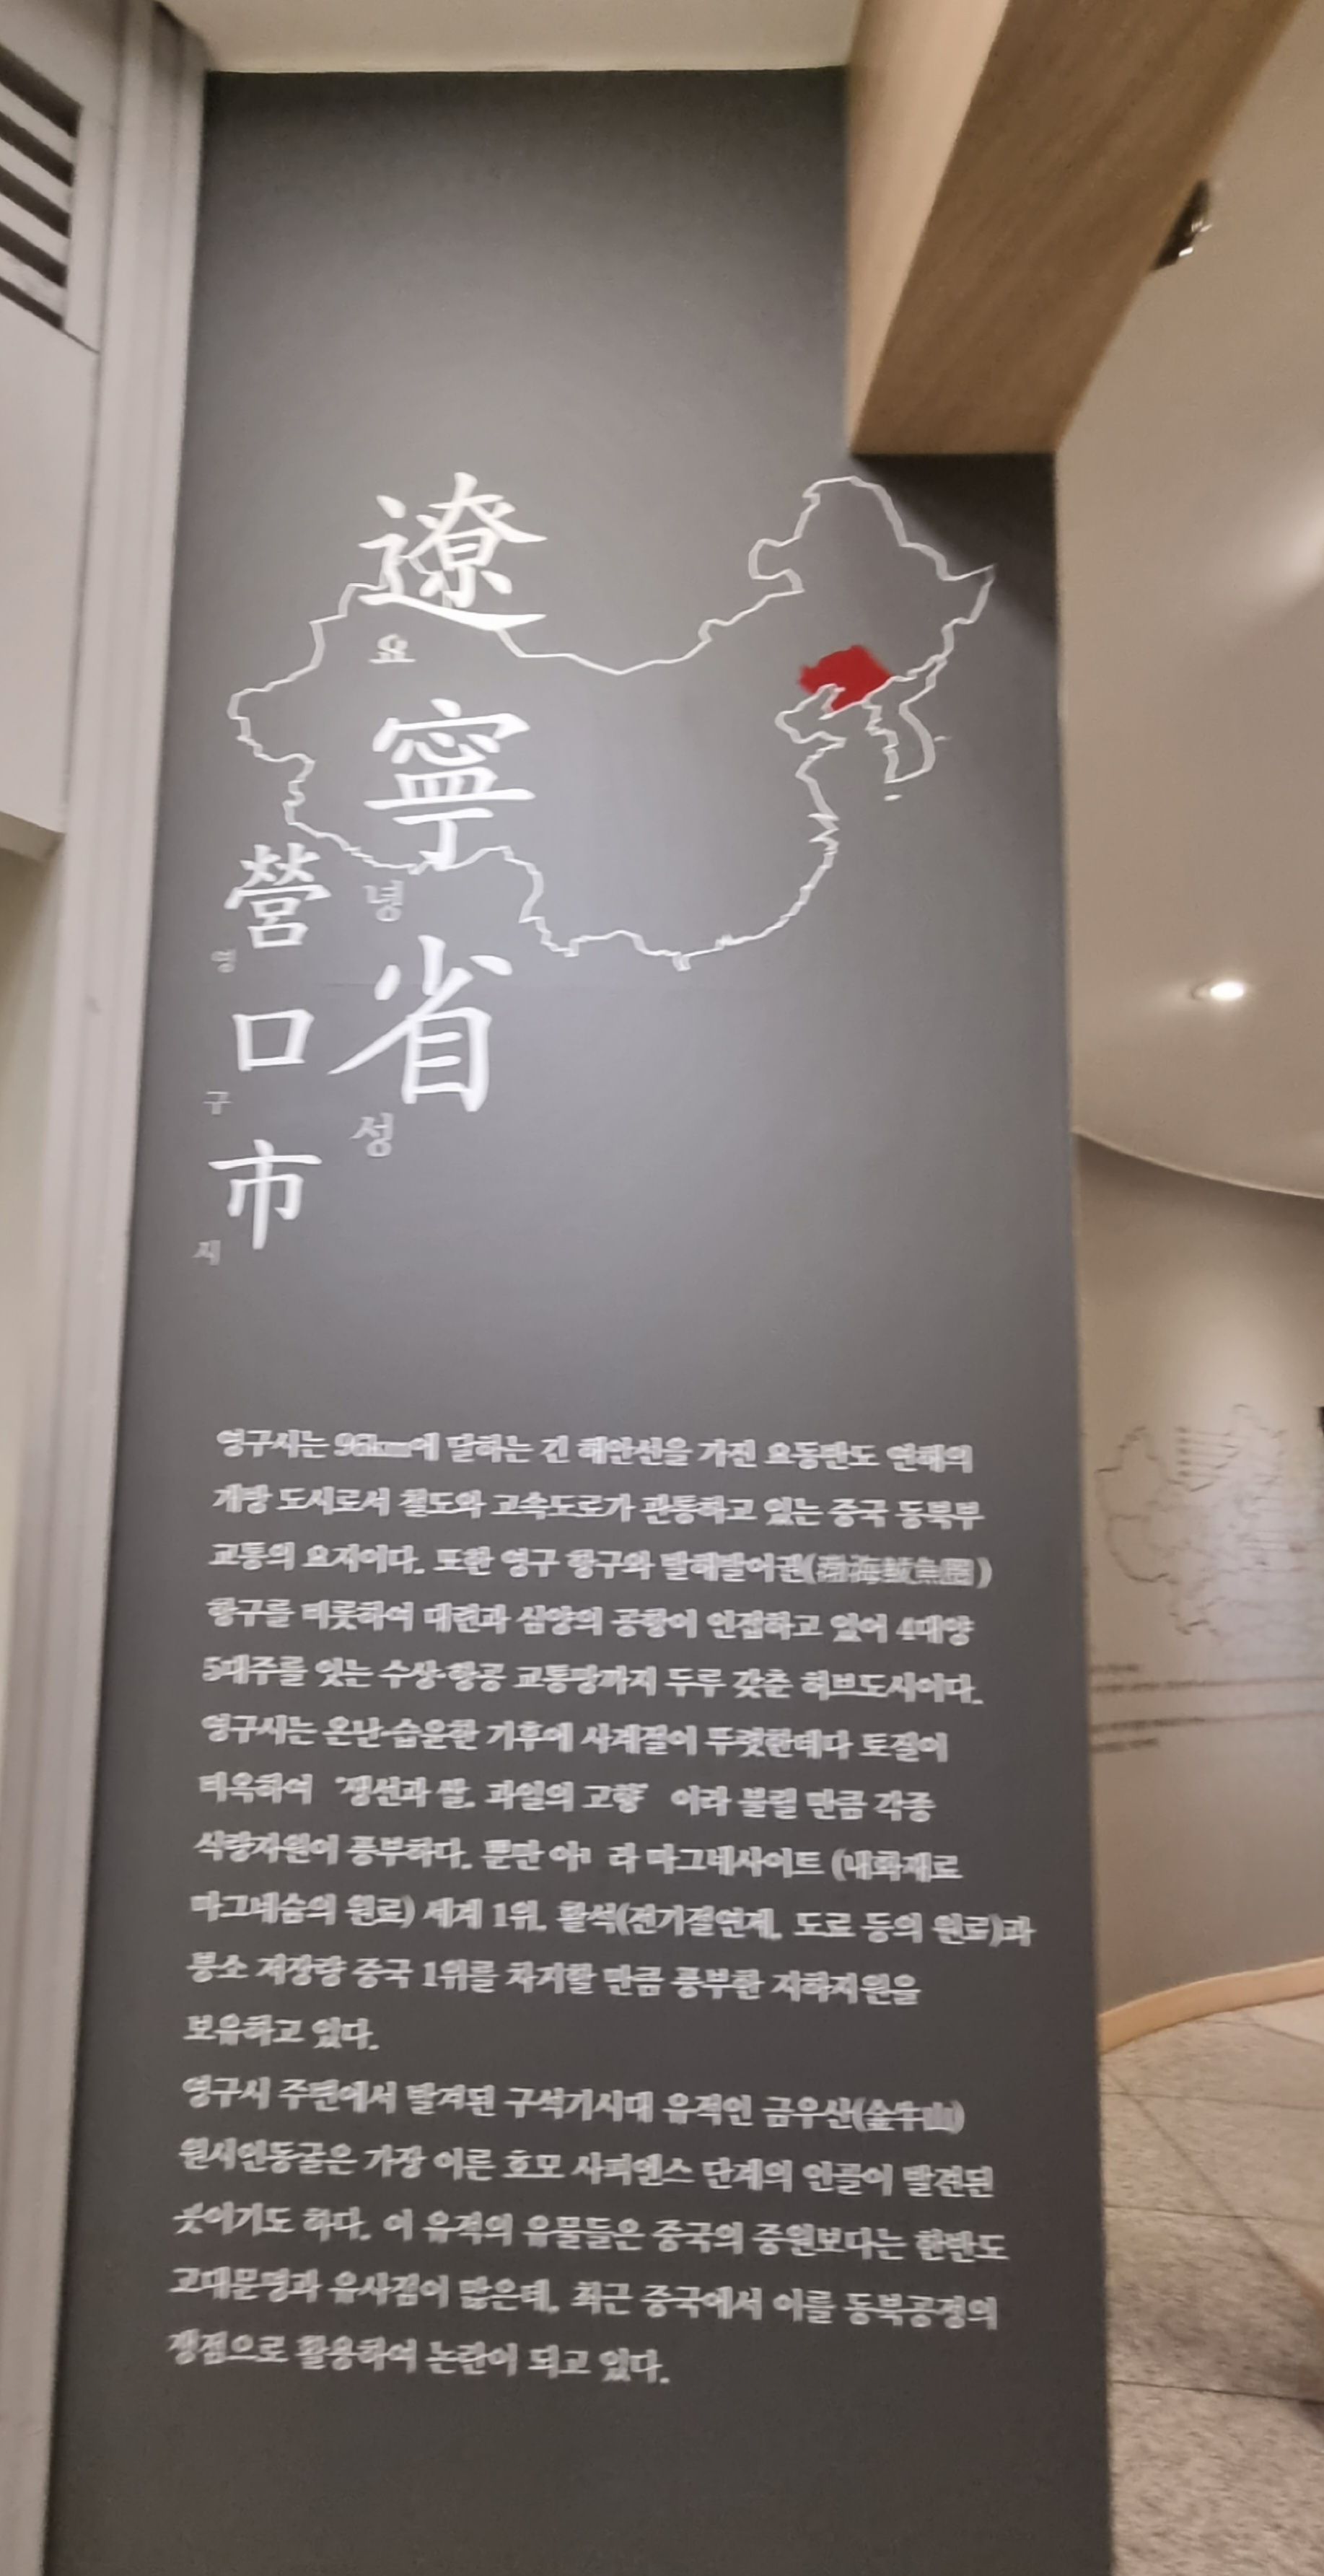 遼寧省
요녕성
營口市
영구시
영구시는 96km에 달하는 긴 해안선을 가진 요동반도 연해의
개방 도시로서 철도와 고속도로가 관통하고 있는 중국 동북부
교통의 요지이다. 또한 영구 항구와 발해발어권(渤海鲅魚圈)
항구를 비롯하여 대련과 심양의 공항이 인접하고 있어 4대양
5대주를 잇는 수상·항공 교통망까지 두루 갖춘 허브도시이다.
영구시는 온난·습윤한 기후에 사계절이 뚜렷한데다 토질이
비옥하여 "생선과 쌀, 과일의 고향" 이라 불릴 만큼 각종
식량자원이 풍부하다. 뿐만 아니라 마그네사이트 (내화재료
마그네슘의 원료) 세계 1위, 활석(전기절연제, 도료 등의 원료)과
붕소 저장량 중국 1위를 차지할 만큼 풍부한 지하자원을
보유하고 있다.
영구시 주변에서 발견된 구석기시대 유적인 금우산(金牛山)
원시인동굴은 가장 이른 호모 사피엔스 단계의 인골이 발견된
곳이기도 하다. 이 유적의 유물들은 중국의 중원보다는 한반도
고대문명과 유사점이 많은데, 최근 중국에서 이를 동북공정의
쟁점으로 활용하여 논란이 되고 있다.